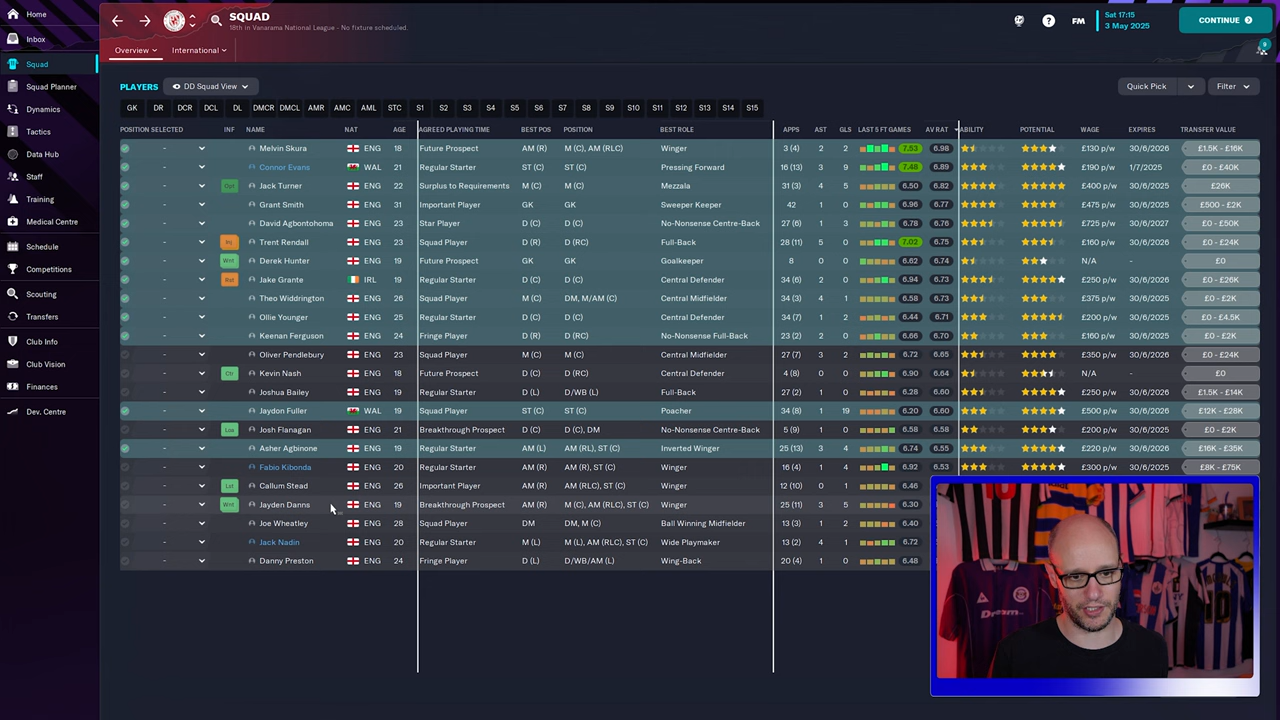 Home
Inbox
Squad
Squad Planner
Dynamics
Tactics
Data Hub
Staff
Training
Medical Centre
Schedule
Competitions
Scouting
Transfers
Club Info
Club Vision
Finances
Dev. Centre
SQUAD
18th in Vanarama National League - No fixture scheduled.
FM
Sat 17:15
3 May 2025
CONTINUE
Overview International
9
PLAYERS DD Squad View
Quick Pick Filter
GK DR DCR DCL DL DMCR DMCL AMR AMC AML STC S1 S2 S3 S4 S5 S6 S7 S8 S9 S10 S11 S12 S13 S14 S15
POSITION SELECTED INF NAME NAT AGE AGREED PLAYING TIME BEST POS POSITION BEST ROLE APPS AST GLS LAST 5 FT GAMES AV RAT ABILITY POTENTIAL WAGE EXPIRES TRANSFER VALUE
- Melvin Skura ENG 18 Future Prospect AM (R) M (C), AM (RLC) Winger 3 (4) 2 2 7.53 6.98 £130 p/w 30/6/2026 £1.5K - £16K
- Connor Evans WAL 21 Regular Starter ST (C) ST (C) Pressing Forward 16 (13) 3 9 7.48 6.89 £190 p/w 1/7/2025 £0 - £40K
- Jack Turner ENG 22 Surplus to Requirements M (C) M (C) Mezzala 31 (3) 4 5 6.50 6.82 £400 p/w 30/6/2025 £26K
- Grant Smith ENG 31 Important Player GK GK Sweeper Keeper 42 1 0 6.96 6.77 £475 p/w 30/6/2025 £500 - £2K
- David Agbontohoma ENG 23 Star Player D (C) D (RC) No-Nonsense Centre-Back 27 (6) 1 3 6.78 6.76 £725 p/w 30/6/2027 £0 - £50K
- Inj Trent Rendall ENG 23 Squad Player D (R) D (RC) Full-Back 28 (11) 5 0 7.02 6.75 £160 p/w 30/6/2026 £0 - £24K
- Wnt Derek Hunter ENG 19 Future Prospect GK GK Goalkeeper 8 0 0 6.62 6.74 N/A - £0
- Rst Jake Grante IRL 19 Regular Starter D (C) D (C) Central Defender 34 (6) 2 0 6.94 6.73 £160 p/w 30/6/2026 £0 - £26K
- Theo Widdrington ENG 26 Squad Player M (C) DM, M/AM (C) Central Midfielder 34 (3) 4 1 6.58 6.73 £375 p/w 30/6/2025 £0 - £2K
- Ollie Younger ENG 25 Regular Starter D (C) D (C) Central Defender 34 (7) 1 2 6.44 6.71 £200 p/w 30/6/2025 £0 - £4.5K
- Keenan Ferguson ENG 24 Fringe Player D (R) D (RC) No-Nonsense Full-Back 23 (2) 2 0 6.66 6.70 £160 p/w 30/6/2025 £0 - £2K
- Oliver Pendlebury ENG 23 Squad Player M (C) M (C) Central Midfielder 27 (7) 3 2 6.72 6.65 £350 p/w 30/6/2026 £0 - £24K
- Kevin Nash ENG 18 Future Prospect D (C) D (RC) Central Defender 4 (8) 1 0 6.90 6.64 N/A - £0
- Joshua Bailey ENG 19 Regular Starter D (L) D/WB (L) Full-Back 27 (2) 1 0 6.28 6.60 £250 p/w 30/6/2026 £1.5K - £14K
- Jaydon Fuller WAL 19 Squad Player ST (C) ST (C) Poacher 34 (8) 1 19 6.20 6.60 £500 p/w 30/6/2026 £12K - £28K
- Loa Josh Flanagan ENG 21 Breakthrough Prospect D (C) D (C), DM No-Nonsense Centre-Back 5 (9) 1 0 6.58 6.58 £200 p/w 30/6/2025 £0 - £2K
- Asher Agbinone ENG 19 Regular Starter AM (L) AM (RL), ST (C) Inverted Winger 25 (13) 3 4 6.74 6.55 £220 p/w 30/6/2025 £16K - £35K
- Fabio Kibonda ENG 20 Regular Starter AM (R) AM (RL), ST (C) Winger 16 (4) 1 4 6.92 6.53 £300 p/w 30/6/2025 £8K - £75K
- Lst Callum Stead ENG 26 Important Player AM (R) AM (RLC), ST (C) Winger 12 (10) 0 0 6.46
- Wnt Jayden Danns ENG 19 Breakthrough Prospect AM (R) M (C), AM (RLC), ST (C) Winger 25 (11) 3 5 6.30
- Joe Wheatley ENG 28 Squad Player DM DM, M (C) Ball Winning Midfielder 13 (3) 1 2 6.40
- Jack Nadin ENG 20 Regular Starter M (L) M (L), AM (RLC), ST (C) Wide Playmaker 13 (2) 4 1 6.72
- Danny Preston ENG 24 Fringe Player D (L) D/WB/AM (L) Wing-Back 20 (4) 1 0 6.48
Dream